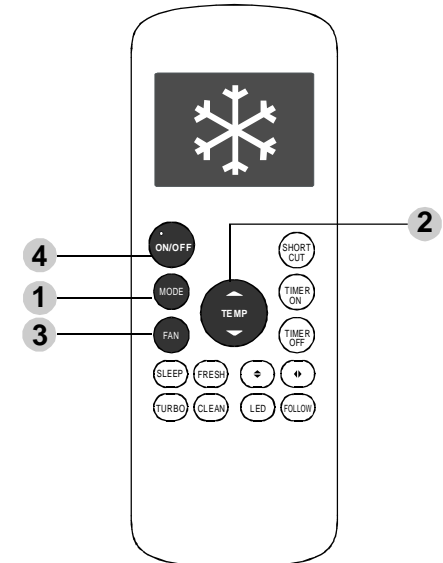 2
ON/OFF
4
SHORT
CUT
MODE
1
TEMP
TIMER
ON
FAN
3
TIMER
OFF
SLEEP FRESH
TURBO CLEAN LED FOLLOW